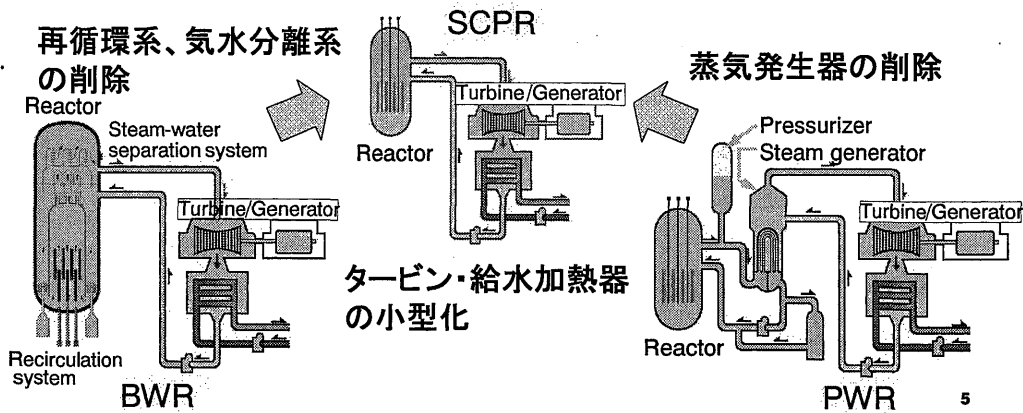 SCPR
再循環系、気水分離系
の削除
蒸気発生器の削除
Reactor
Steam-water
separation system
Turbine/Generator
Reactor
Pressurizer
Steam generator
Turbine/Generator
Turbine/Generator
タービン・給水加熱器
の小型化
Reactor
Recirculation
system
BWR
PWR
5